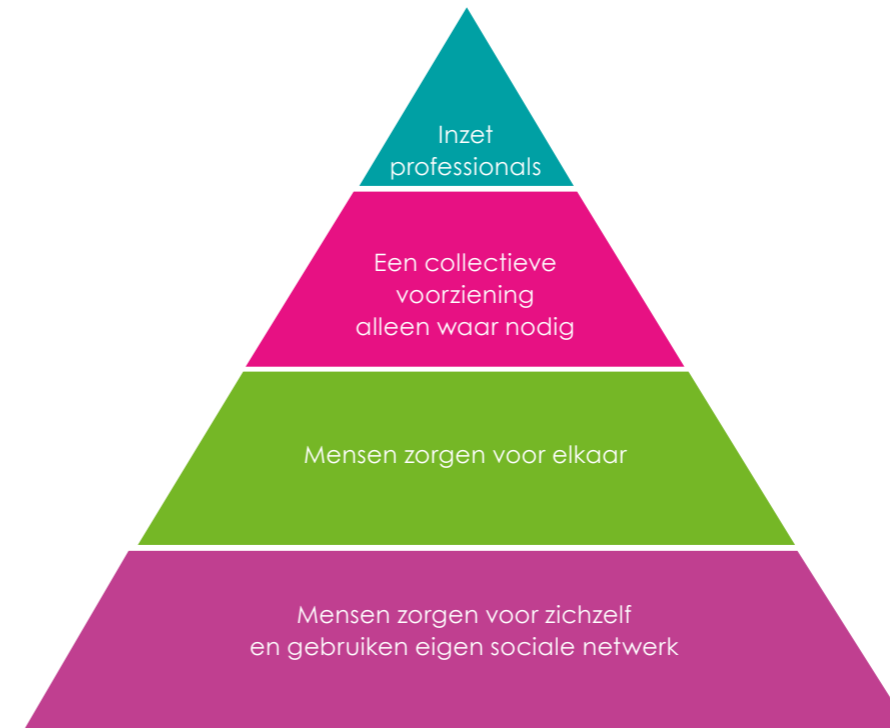 Inzet
professionals
Een collectieve
voorziening
alleen waar nodig
Mensen zorgen voor elkaar
Mensen zorgen voor zichzelf
en gebruiken eigen sociale netwerk